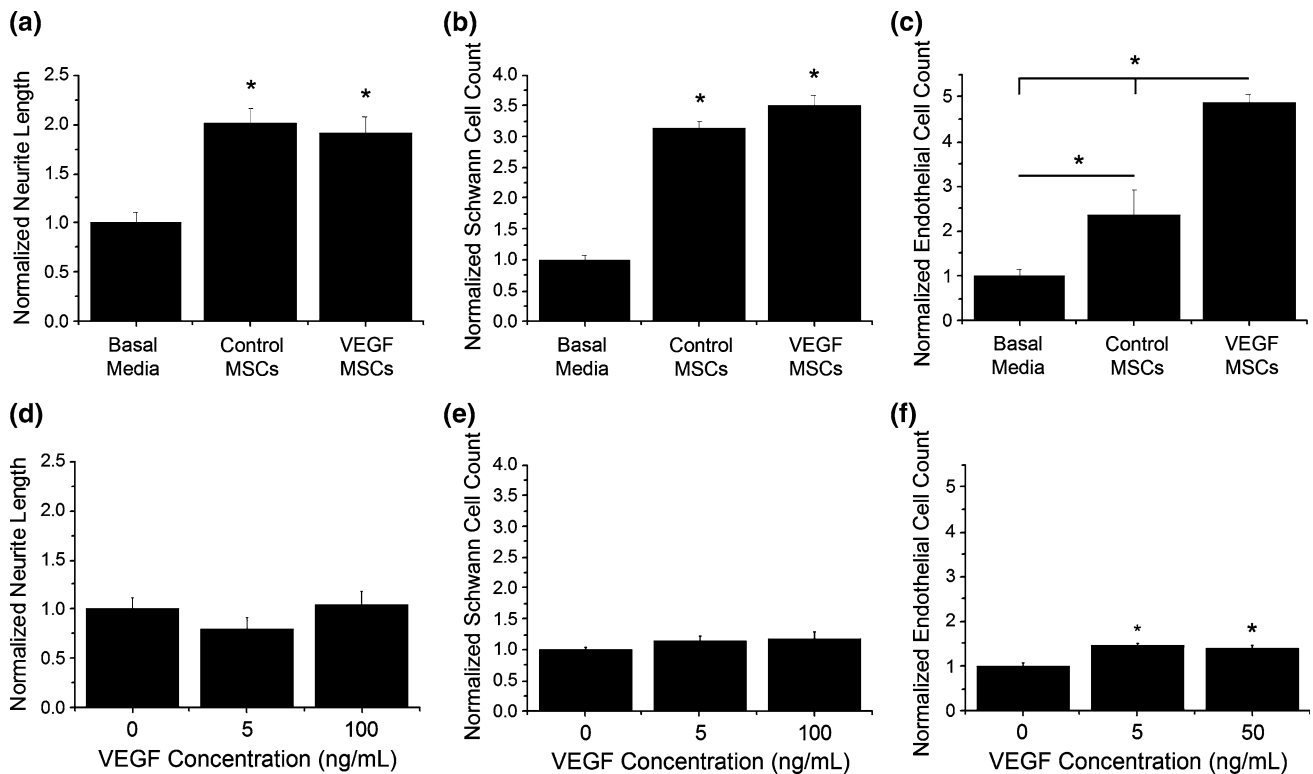 (a)
Normalized Neurite Length
2.5
2.0
1.5
1.0
0.5
0.0
*
*
Basal Media
Control MSCs
VEGF MSCs
(b)
Normalized Schwann Cell Count
4.0
3.5
3.0
2.5
2.0
1.5
1.0
0.5
0.0
*
*
Basal Media
Control MSCs
VEGF MSCs
(c)
Normalized Endothelial Cell Count
5
4
3
2
1
0
*
*
Basal Media
Control MSCs
VEGF MSCs
(d)
Normalized Neurite Length
2.5
2.0
1.5
1.0
0.5
0.0
0
5
100
VEGF Concentration (ng/mL)
(e)
Normalized Schwann Cell Count
4.0
3.5
3.0
2.5
2.0
1.5
1.0
0.5
0.0
0
5
100
VEGF Concentration (ng/mL)
(f)
Normalized Endothelial Cell Count
5
4
3
2
1
0
*
*
0
5
50
VEGF Concentration (ng/mL)